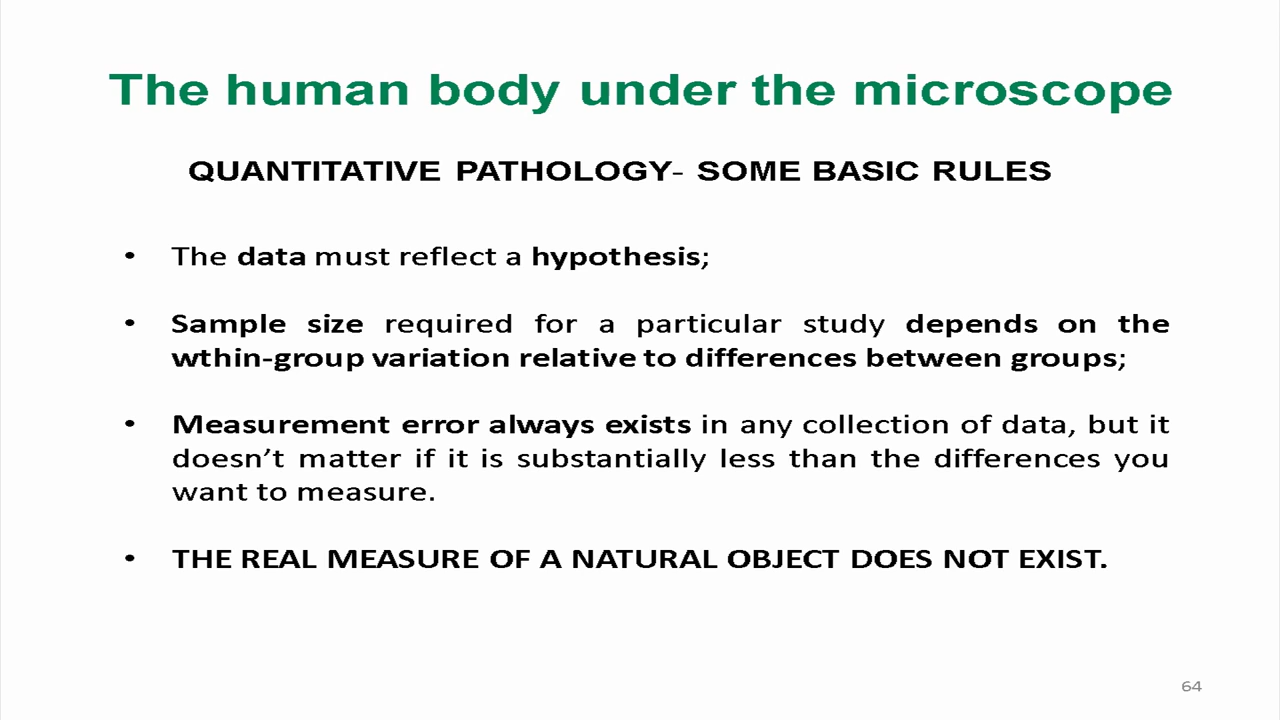 The human body under the microscope
QUANTITATIVE PATHOLOGY- SOME BASIC RULES
• The data must reflect a hypothesis;
• Sample size required for a particular study depends on the
wthin-group variation relative to differences between groups;
• Measurement error always exists in any collection of data, but it
doesn’t matter if it is substantially less than the differences you
want to measure.
• THE REAL MEASURE OF A NATURAL OBJECT DOES NOT EXIST.
64